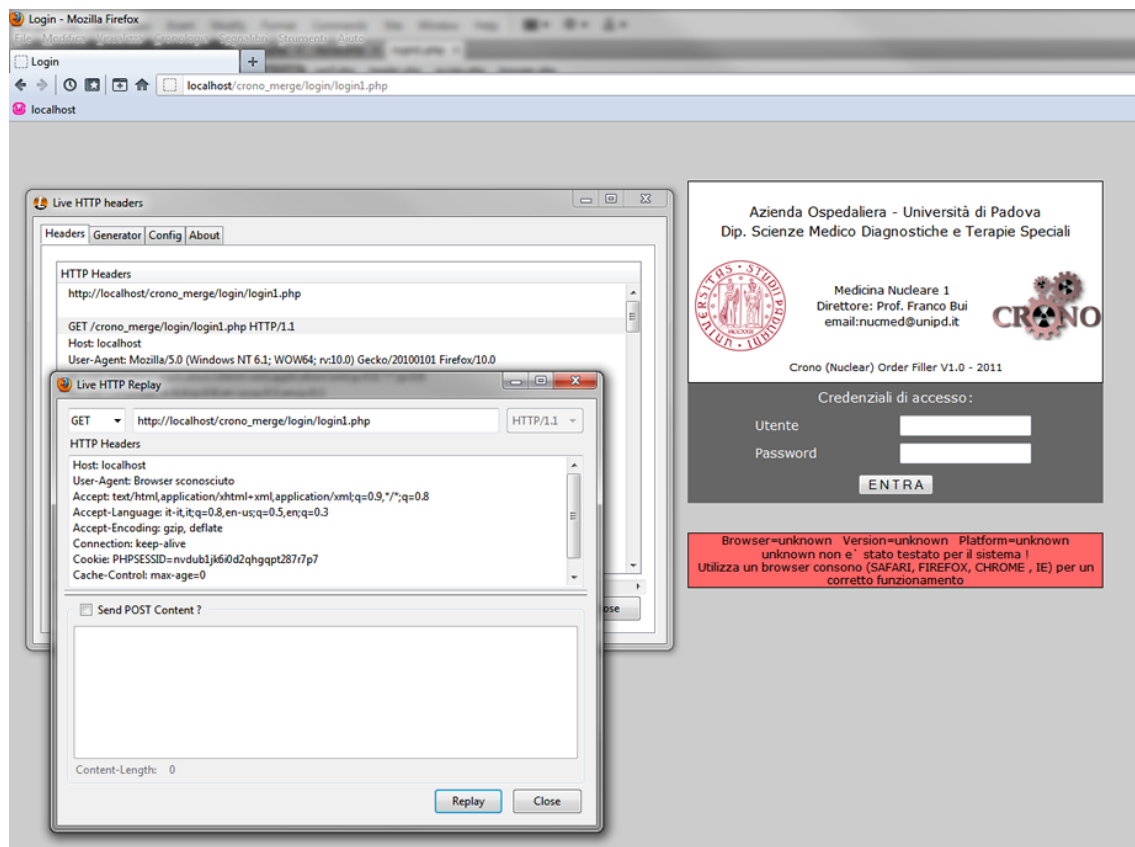 Login - Mozilla Firefox
File Modifica Visualizza Cronologia Segnalibri Strumenti Aiuto
Login
localhost/crono_merge/login/login1.php
localhost
Live HTTP headers
Headers Generator Config About
HTTP Headers
http://localhost/crono_merge/login/login1.php
GET /crono_merge/login/login1.php HTTP/1.1
Host: localhost
User-Agent: Mozilla/5.0 (Windows NT 6.1; WOW64; rv:10.0) Gecko/20100101 Firefox/10.0
Live HTTP Replay
GET http://localhost/crono_merge/login/login1.php HTTP/1.1
HTTP Headers
Host: localhost
User-Agent: Browser sconosciuto
Accept: text/html,application/xhtml+xml,application/xml;q=0.9,*/*;q=0.8
Accept-Language: it-it,it;q=0.8,en-us;q=0.5,en;q=0.3
Accept-Encoding: gzip, deflate
Connection: keep-alive
Cookie: PHPSESSID=nvdub1jk6i0d2qhgqpt287r7p7
Cache-Control: max-age=0
Send POST Content ?
Content-Length: 0
Replay Close
Azienda Ospedaliera - Università di Padova
Dip. Scienze Medico Diagnostiche e Terapie Speciali
Medicina Nucleare 1
Direttore: Prof. Franco Bui
email:nucmed@unipd.it
CRONO
Crono (Nuclear) Order Filler V1.0 - 2011
Credenziali di accesso:
Utente
Password
ENTRA
Browser=unknown Version=unknown Platform=unknown
unknown non e` stato testato per il sistema !
Utilizza un browser consono (SAFARI, FIREFOX, CHROME , IE) per un
corretto funzionamento